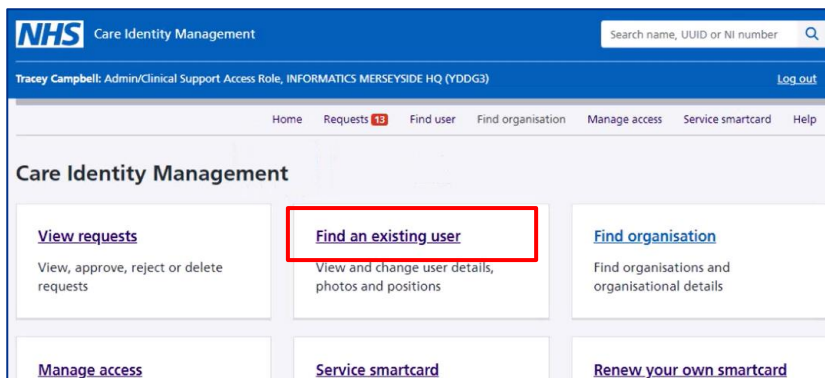 NHS Care Identity Management
Search name, UUID or NI number
Tracey Campbell: Admin/Clinical Support Access Role, INFORMATICS MERSEYSIDE HQ (YDDG3)
Log out
Home Requests 13 Find user Find organisation Manage access Service smartcard Help
Care Identity Management
View requests
View, approve, reject or delete
requests
Find an existing user
View and change user details,
photos and positions
Find organisation
Find organisations and
organisational details
Manage access
Service smartcard
Renew your own smartcard